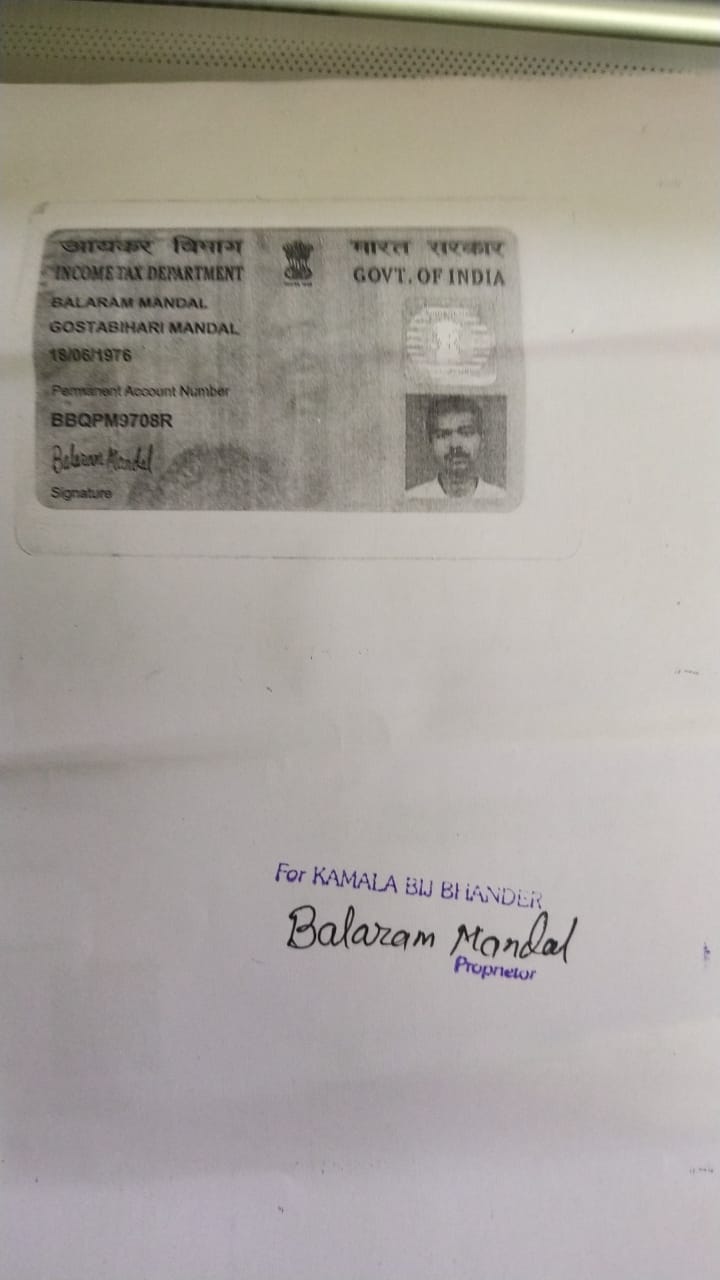 आयकर विभाग
INCOME TAX DEPARTMENT
भारत सरकार
GOVT. OF INDIA
BALARAM MANDAL
GOSTABIHARI MANDAL
18/06/1976
Permanent Account Number
BBQPM9708R
Balaram Mandal
Signature
For KAMALA BIJ BHANDER
Balaram Mandal
Proprietor